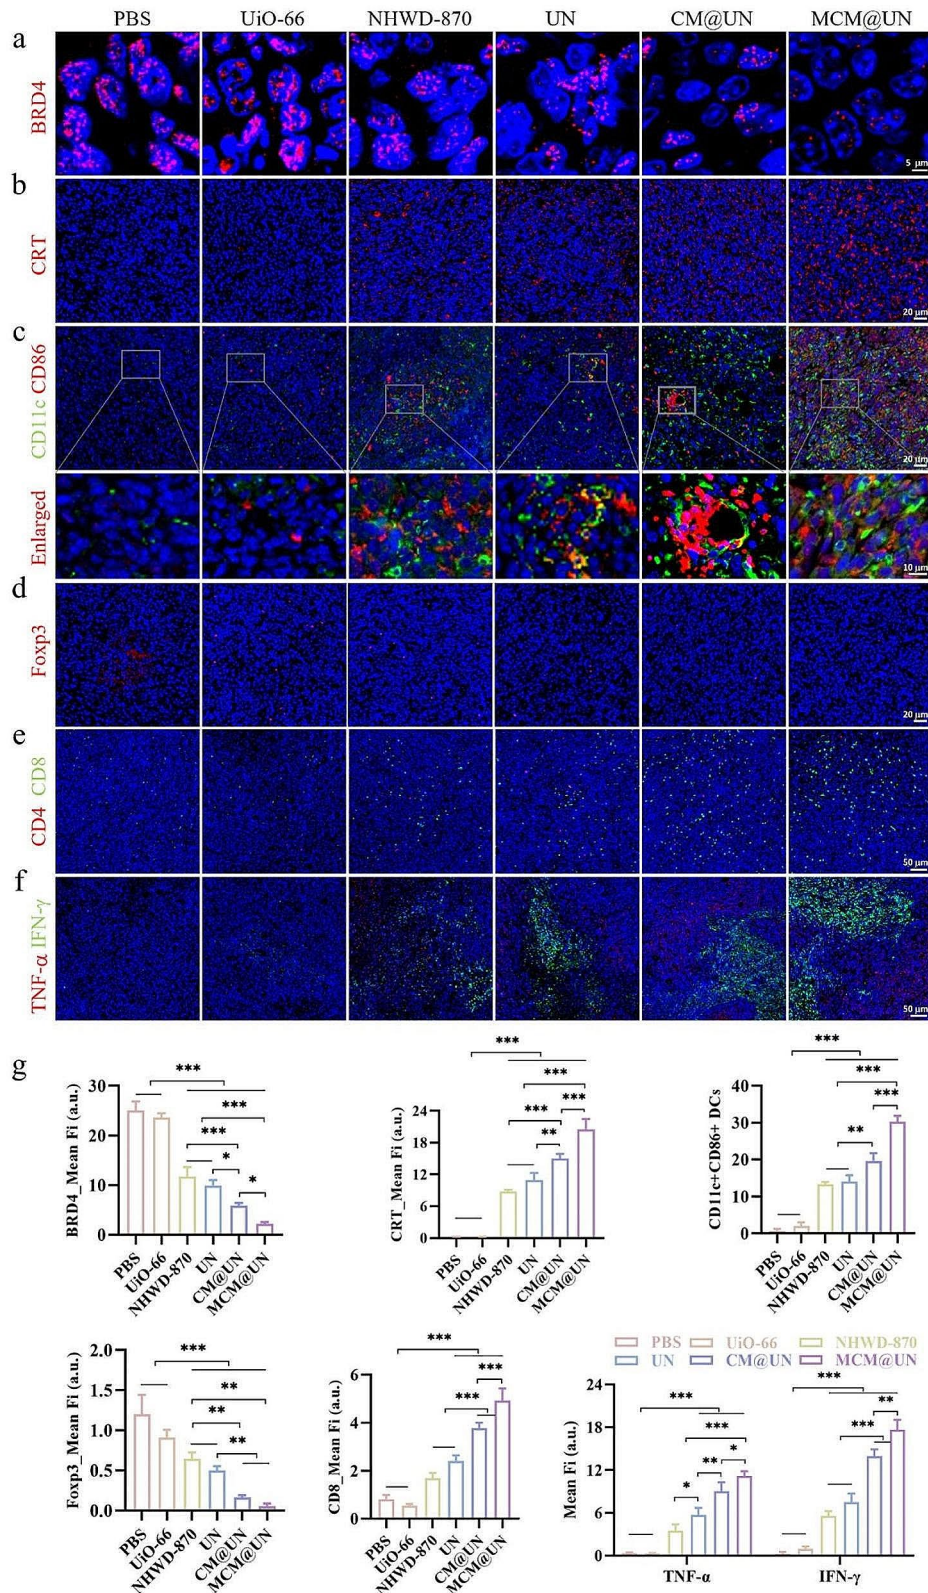 PBS UiO-66 NHWD-870 UN CM@UN MCM@UN
a
BRD4
5 μm
b
CRT
20 μm
c
CD11c CD86
20 μm
Enlarged
10 μm
d
Foxp3
20 μm
e
CD4 CD8
50 μm
f
TNF-α IFN-γ
50 μm
g
BRD4_Mean Fi (a.u.)
30
20
10
0
***
***
***
*
*
PBS
UiO-66
NHWD-870
UN
CM@UN
MCM@UN
CRT_Mean Fi (a.u.)
24
18
12
6
0
***
***
***
***
**
PBS
UiO-66
NHWD-870
UN
CM@UN
MCM@UN
CD11c+CD86+ DCs
40
30
20
10
0
***
***
***
**
PBS
UiO-66
NHWD-870
UN
CM@UN
MCM@UN
Foxp3_Mean Fi (a.u.)
2.0
1.5
1.0
0.5
0.0
***
**
**
**
PBS
UiO-66
NHWD-870
UN
CM@UN
MCM@UN
CD8_Mean Fi (a.u.)
6
4
2
0
***
***
***
PBS
UiO-66
NHWD-870
UN
CM@UN
MCM@UN
PBS UiO-66 NHWD-870
UN CM@UN MCM@UN
Mean Fi (a.u.)
24
18
12
6
0
***
***
*
**
*
***
**
***
TNF-α IFN-γ